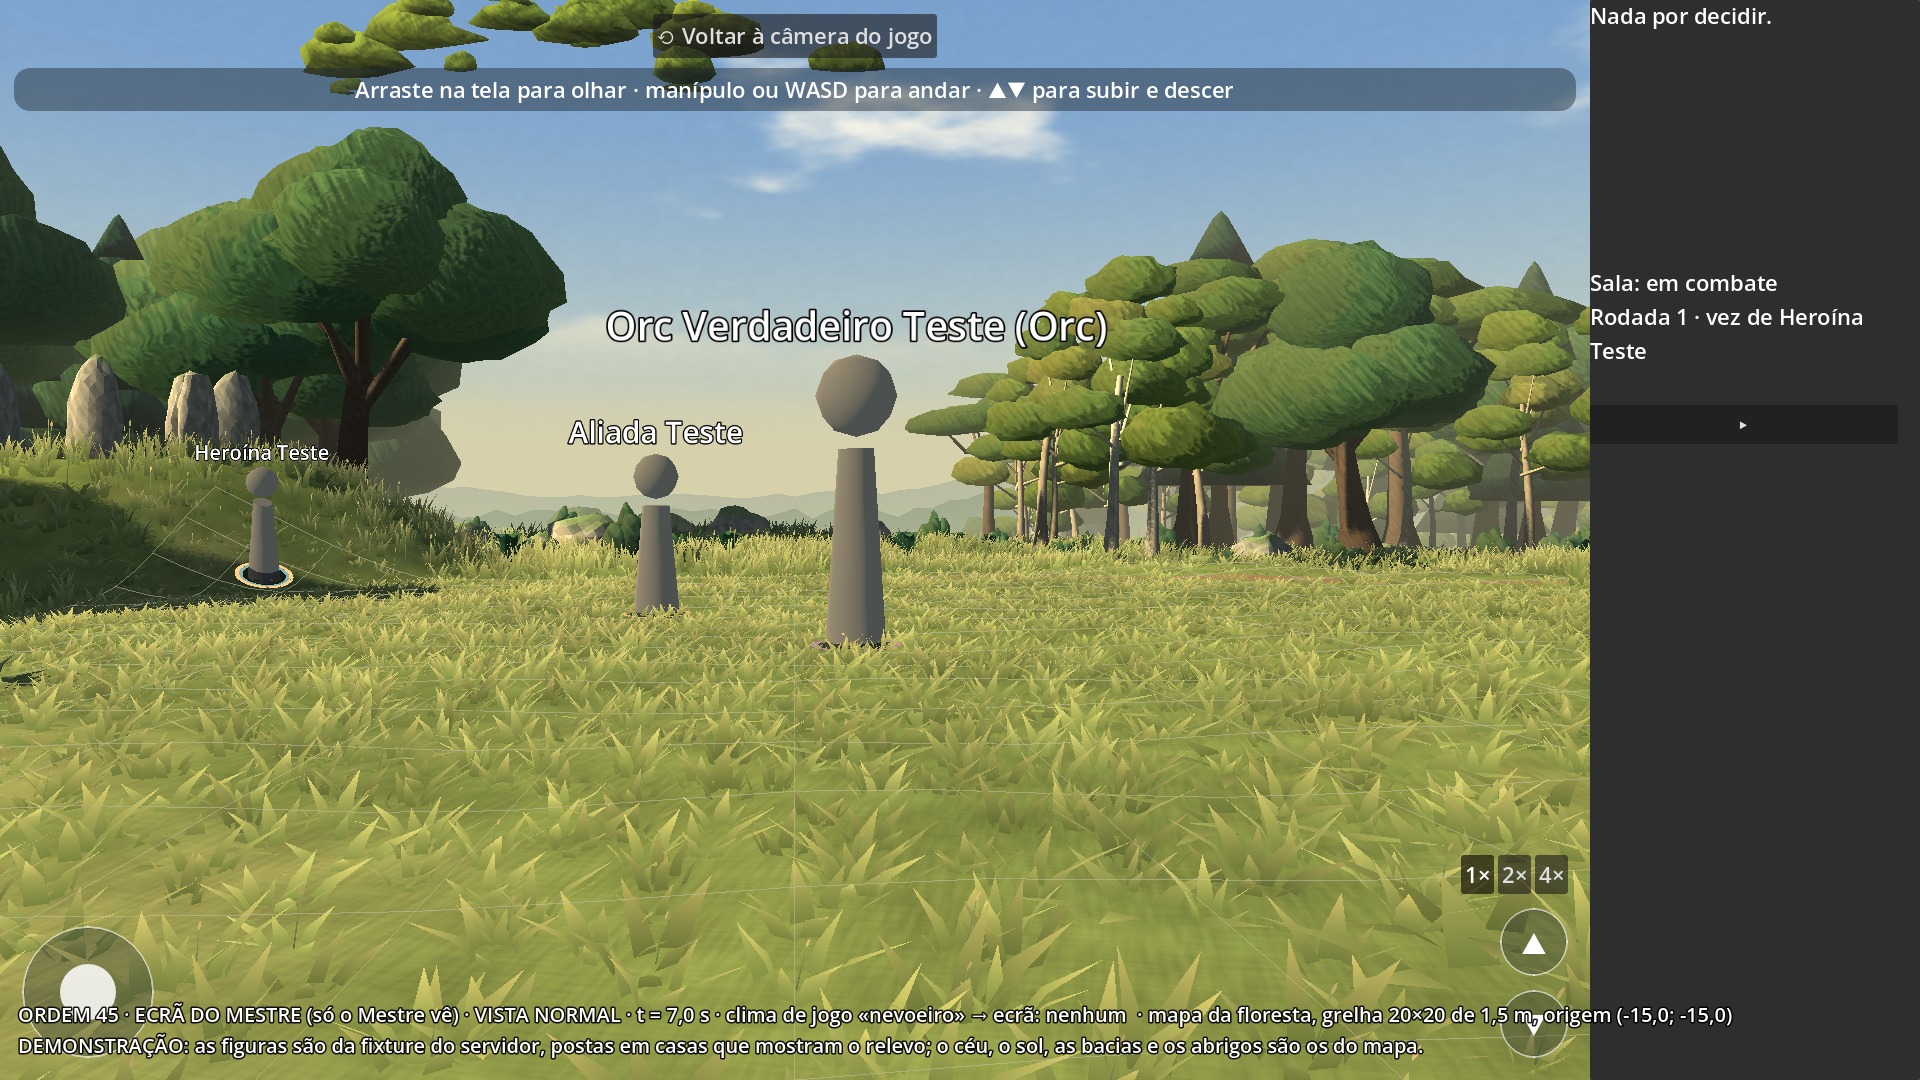 Nada por decidir.
⟲ Voltar à câmera do jogo
Arraste na tela para olhar · manípulo ou WASD para andar · ▲▼ para subir e descer
Sala: em combate
Rodada 1 · vez de Heroína
Teste
▸
Orc Verdadeiro Teste (Orc)
Aliada Teste
Heroína Teste
1× 2× 4×
▲
▼
ORDEM 45 · ECRÃ DO MESTRE (só o Mestre vê) · VISTA NORMAL · t = 7,0 s · clima de jogo «nevoeiro» → ecrã: nenhum · mapa da floresta, grelha 20×20 de 1,5 m, origem (-15,0; -15,0)
DEMONSTRAÇÃO: as figuras são da fixture do servidor, postas em casas que mostram o relevo; o céu, o sol, as bacias e os abrigos são os do mapa.